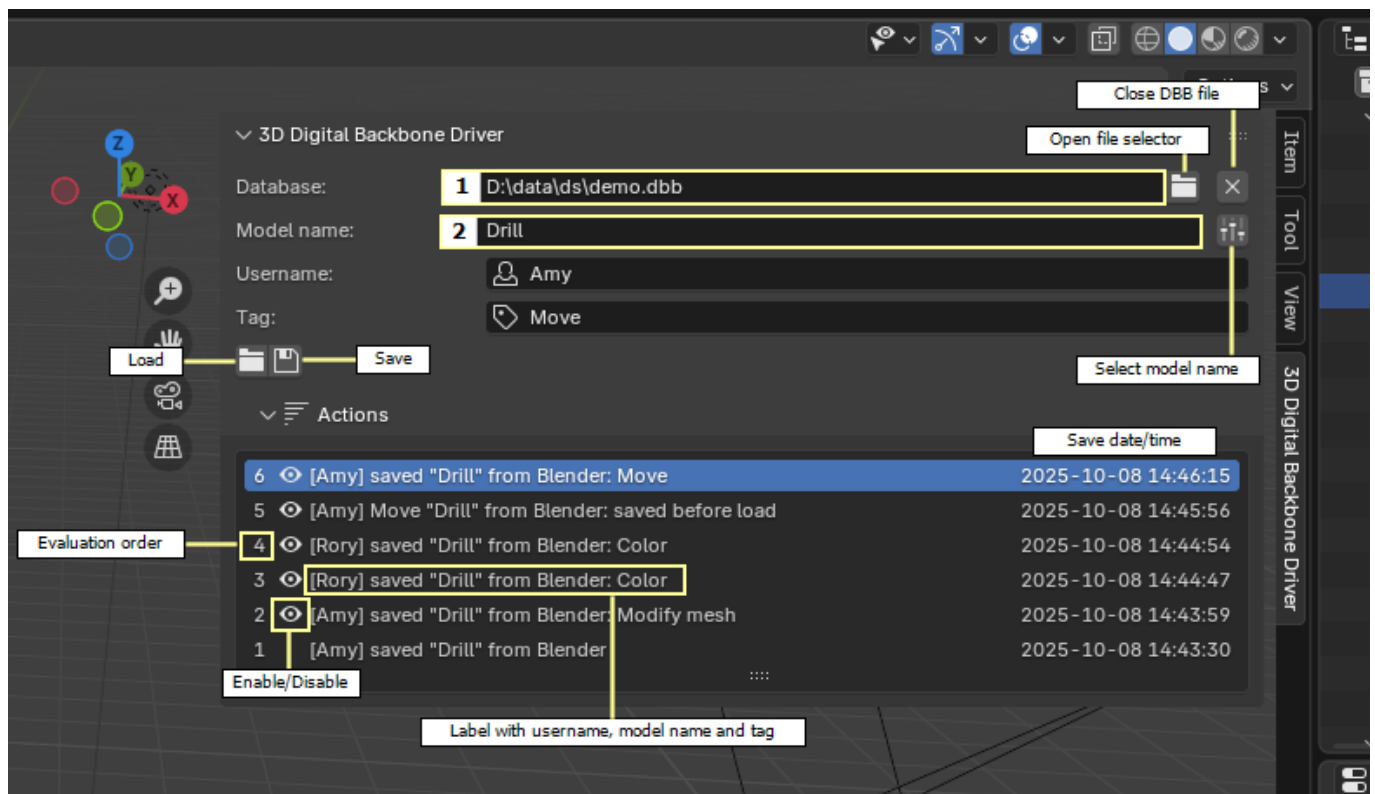 Close DBB file
s
3D Digital Backbone Driver
Open file selector
Item
Z
Y
X
Database:
1
D:\data\ds\demo.dbb
Model name:
2
Drill
Tool
Username:
Amy
View
Tag:
Move
Load
Save
Select model name
3D Digital Backbone Driver
Actions
Save date/time
6 [Amy] saved "Drill" from Blender: Move 2025-10-08 14:46:15
5 [Amy] Move "Drill" from Blender: saved before load 2025-10-08 14:45:56
Evaluation order
4 [Rory] saved "Drill" from Blender: Color 2025-10-08 14:44:54
3 [Rory] saved "Drill" from Blender: Color 2025-10-08 14:44:47
2 [Amy] saved "Drill" from Blender: Modify mesh 2025-10-08 14:43:59
1 [Amy] saved "Drill" from Blender 2025-10-08 14:43:30
Enable/Disable
Label with username, model name and tag